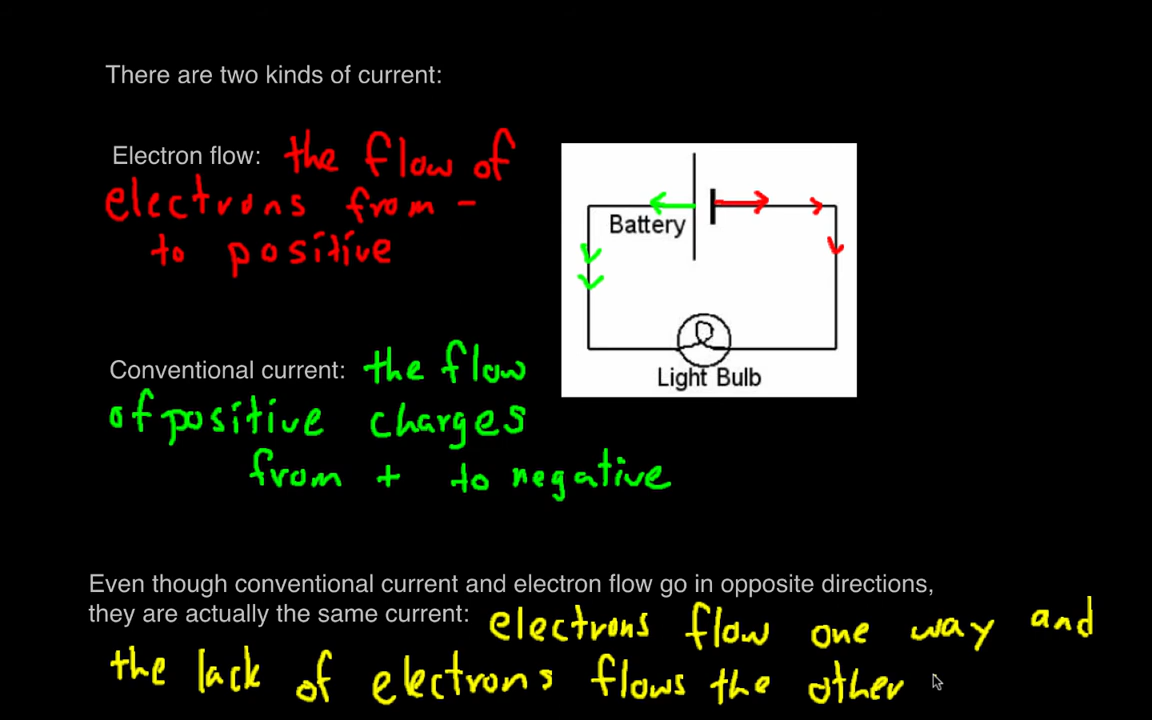 There are two kinds of current:
Electron flow: the flow of
electrons from -
to positive
Battery
Light Bulb
Conventional current: the flow
of positive charges
from + to negative
Even though conventional current and electron flow go in opposite directions,
they are actually the same current: electrons flow one way and
the lack of electrons flows the other